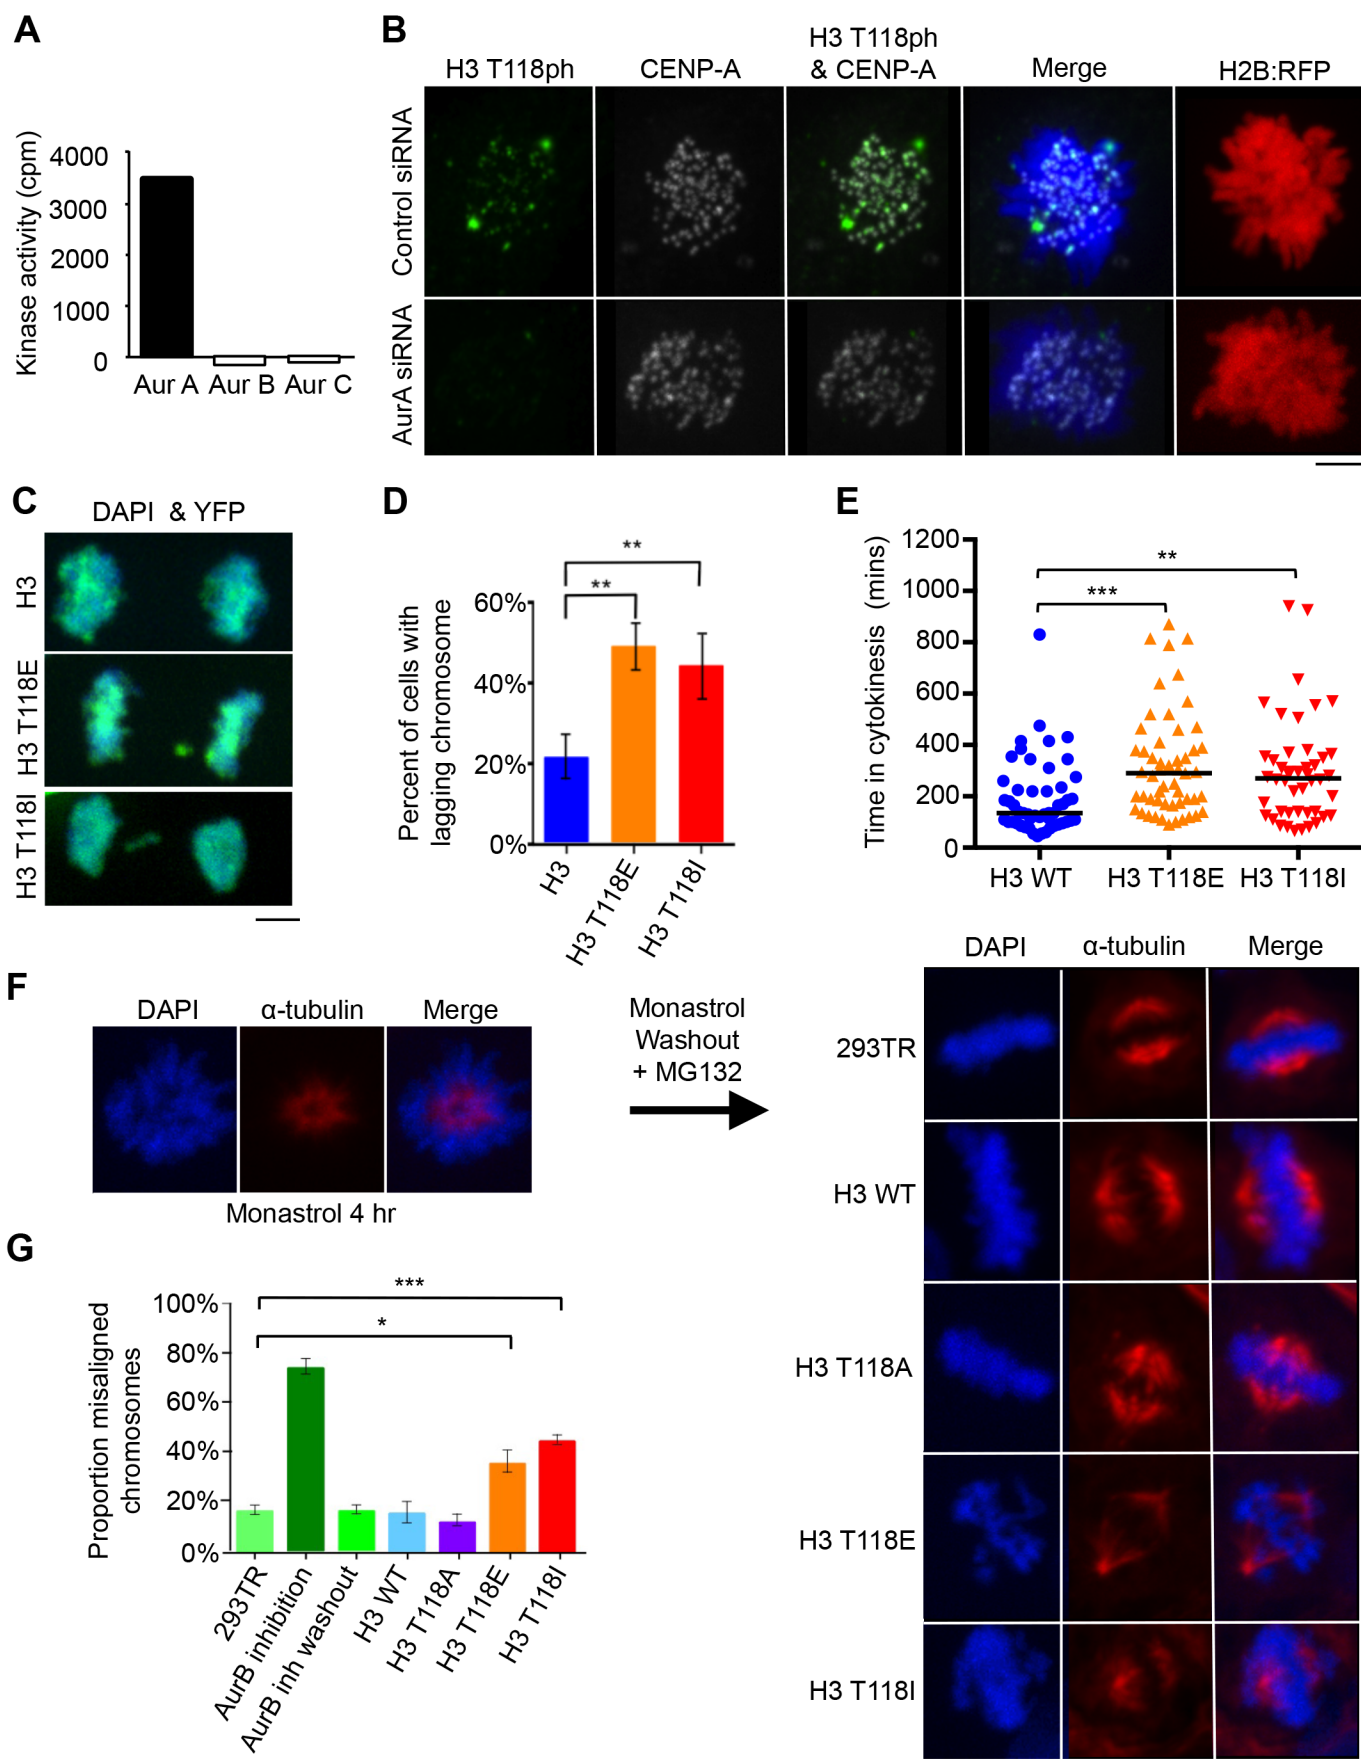 A
Kinase activity (cpm)
4000
3000
2000
1000
0
Aur A Aur B Aur C
B
H3 T118ph
CENP-A
H3 T118ph
& CENP-A
Merge
H2B:RFP
Control siRNA
AurA siRNA
C
DAPI & YFP
H3
H3 T118E
H3 T118I
D
Percent of cells with
lagging chromosome
60%
40%
20%
0%
**
**
H3
H3 T118E
H3 T118I
E
Time in cytokinesis (mins)
1200
1000
800
600
400
200
0
**
***
H3 WT H3 T118E H3 T118I
F
DAPI α-tubulin Merge
Monastrol 4 hr
Monastrol
Washout
+ MG132
DAPI α-tubulin Merge
293TR
H3 WT
H3 T118A
H3 T118E
H3 T118I
G
Proportion misaligned
chromosomes
100%
80%
60%
40%
20%
0%
***
*
293TR
AurB inhibition
AurB inh washout
H3 WT
H3 T118A
H3 T118E
H3 T118I